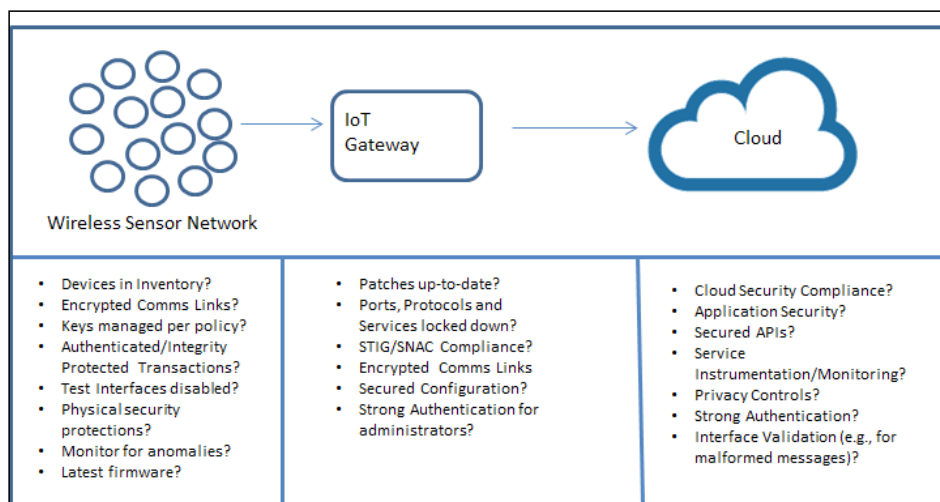 IoT
Gateway
Cloud
Wireless Sensor Network
• Devices in Inventory?
• Encrypted Comms Links?
• Keys managed per policy?
• Authenticated/Integrity
Protected Transactions?
• Test Interfaces disabled?
• Physical security
protections?
• Monitor for anomalies?
• Latest firmware?
• Patches up-to-date?
• Ports, Protocols and
Services locked down?
• STIG/SNAC Compliance?
• Encrypted Comms Links
• Secured Configuration?
• Strong Authentication for
administrators?
• Cloud Security Compliance?
• Application Security?
• Secured APIs?
• Service
Instrumentation/Monitoring?
• Privacy Controls?
• Strong Authentication?
• Interface Validation (e.g., for
malformed messages)?